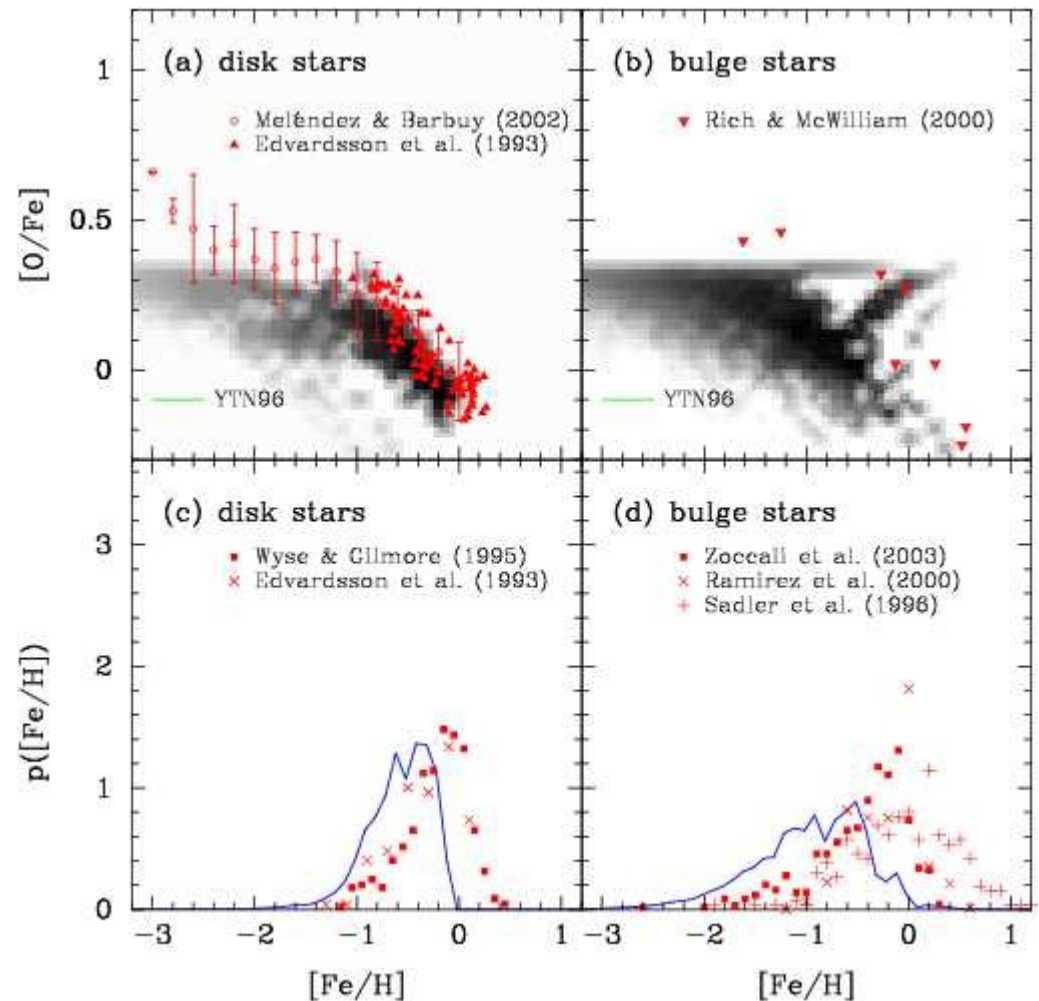 (a) disk stars
Meléndez & Barbuy (2002)
Edvardsson et al. (1993)
YTN96
(b) bulge stars
Rich & McWilliam (2000)
YTN96
1
0.5
0
[O/Fe]
(c) disk stars
Wyse & Gilmore (1995)
Edvardsson et al. (1993)
(d) bulge stars
Zoccali et al. (2003)
Ramirez et al. (2000)
Sadler et al. (1996)
3
2
1
0
p([Fe/H])
−3 −2 −1 0 1
−3 −2 −1 0 1
[Fe/H]
[Fe/H]